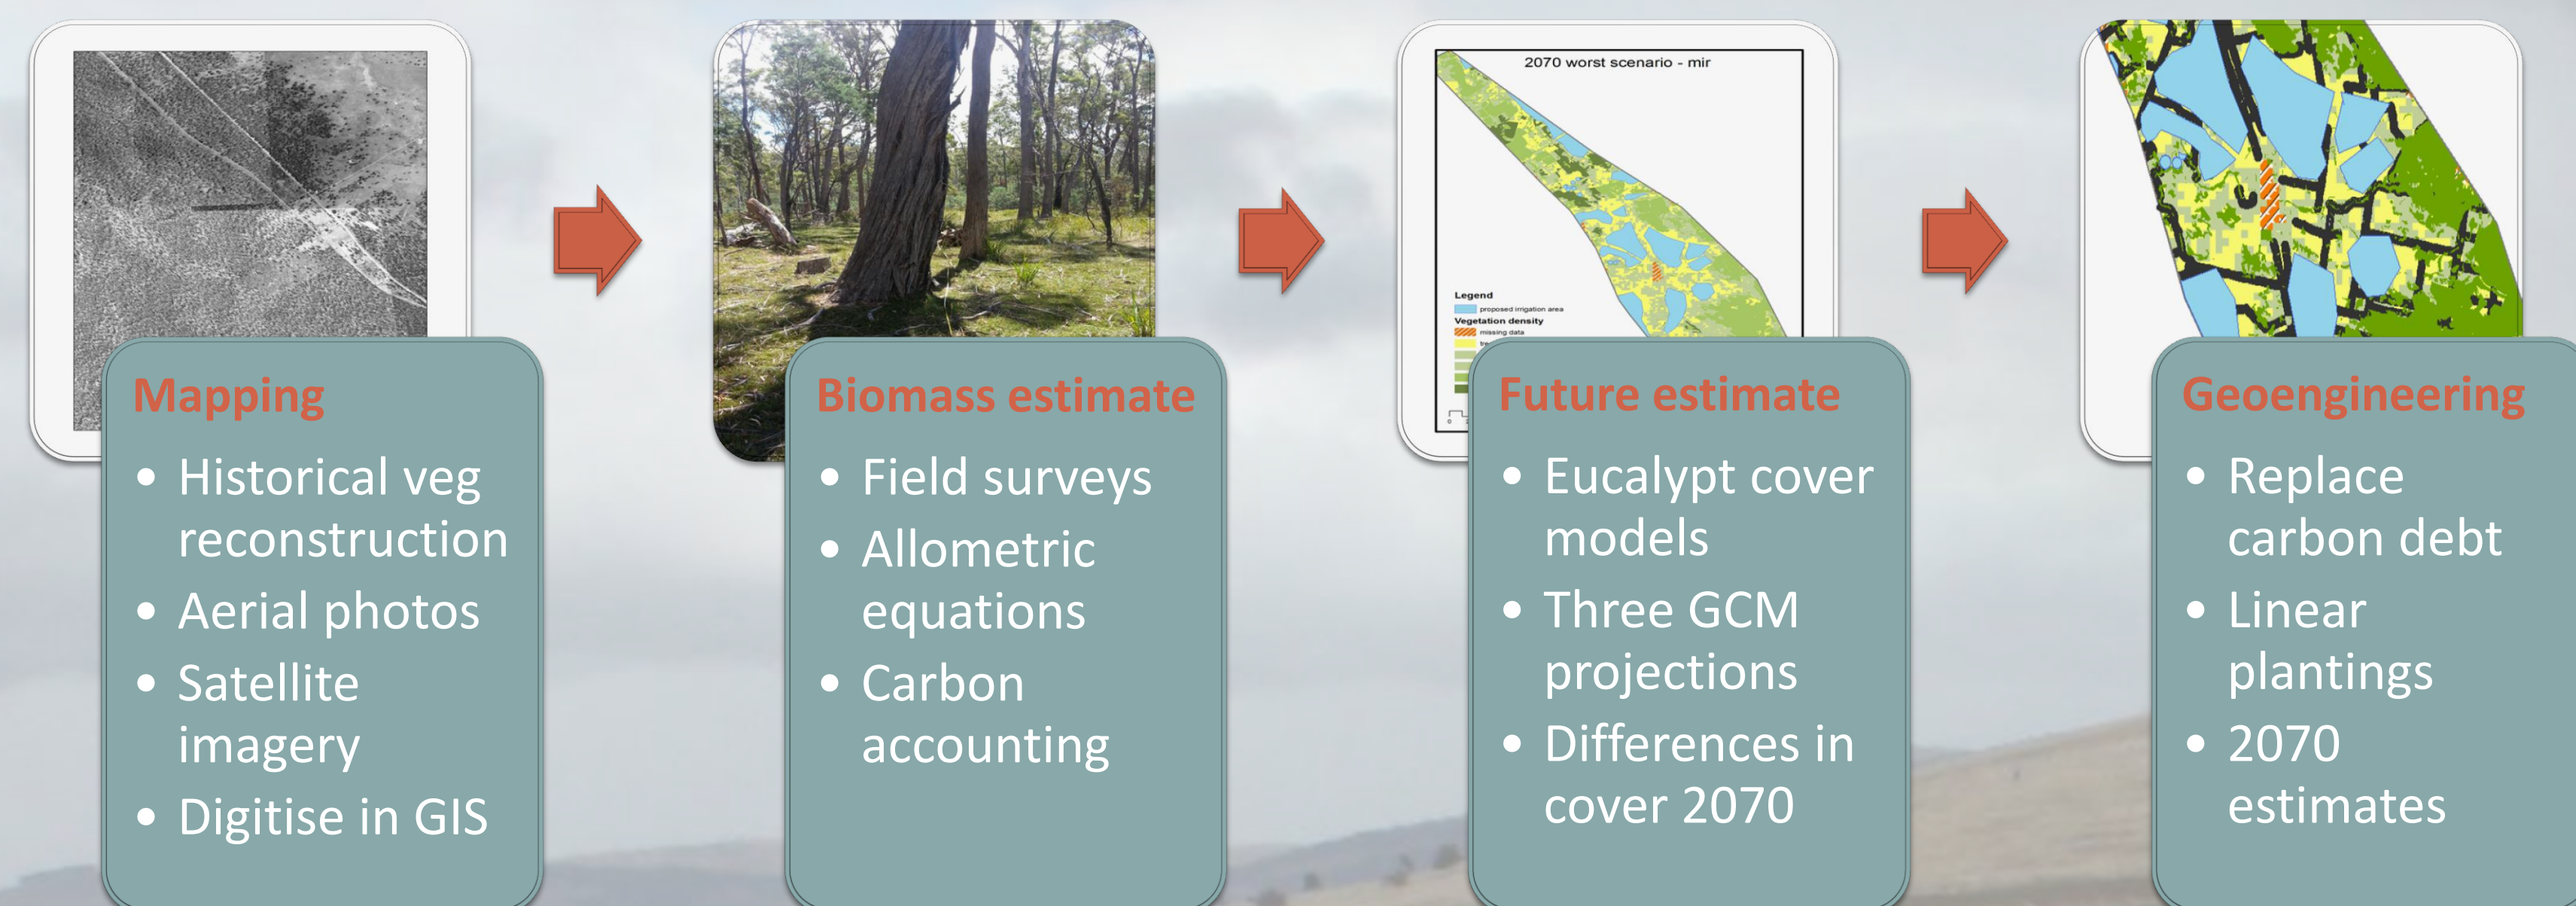 Mapping
• Historical veg
reconstruction
• Aerial photos
• Satellite
imagery
• Digitise in GIS
Biomass estimate
• Field surveys
• Allometric
equations
• Carbon
accounting
2070 worst scenario - mir
Legend
proposed irrigation area
Vegetation density
missing data
0
Future estimate
• Eucalypt cover
models
• Three GCM
projections
• Differences in
cover 2070
Geoengineering
• Replace
carbon debt
• Linear
plantings
• 2070
estimates